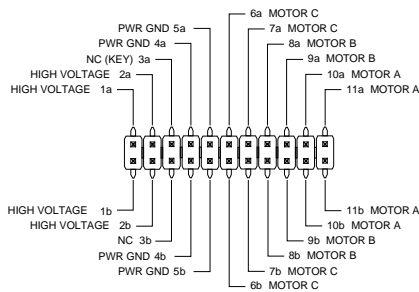 6a MOTOR C
PWR GND 5a 7a MOTOR C
PWR GND 4a 8a MOTOR B
NC (KEY) 3a 9a MOTOR B
HIGH VOLTAGE 2a 10a MOTOR A
HIGH VOLTAGE 1a 11a MOTOR A
HIGH VOLTAGE 1b 11b MOTOR A
HIGH VOLTAGE 2b 10b MOTOR A
NC 3b 9b MOTOR B
PWR GND 4b 8b MOTOR B
PWR GND 5b 7b MOTOR C
6b MOTOR C